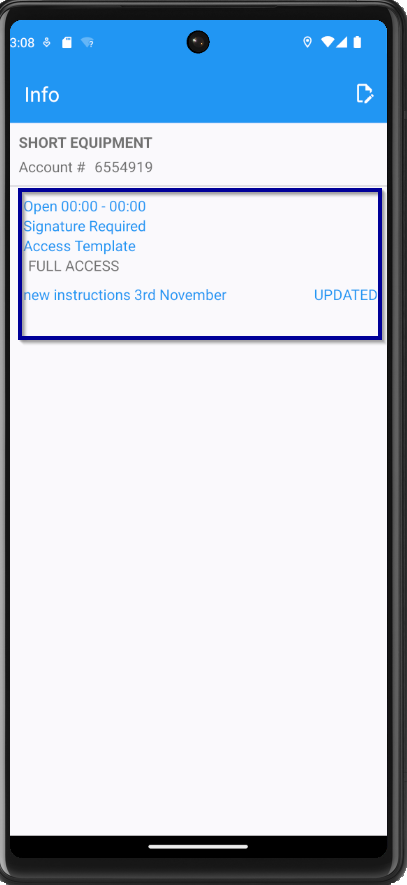 3:08
Info
SHORT EQUIPMENT
Account # 6554919
Open 00:00 - 00:00
Signature Required
Access Template
FULL ACCESS
new instructions 3rd November UPDATED